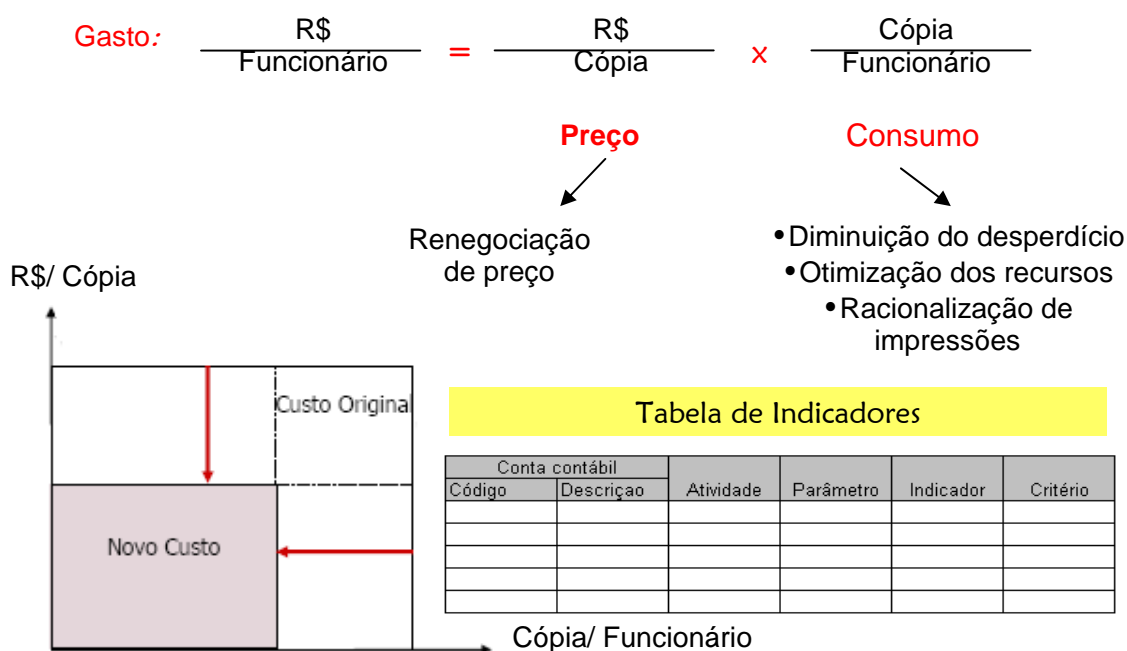 Gasto: R$ = R$ x Cópia
Funcionário Cópia Funcionário
Preço Consumo
Renegociação
de preço
•Diminuição do desperdício
•Otimização dos recursos
•Racionalização de
impressões
R$/ Cópia
Custo Original
Novo Custo
Cópia/ Funcionário
Tabela de Indicadores
Conta contábil
Código Descriçao Atividade Parâmetro Indicador Critério